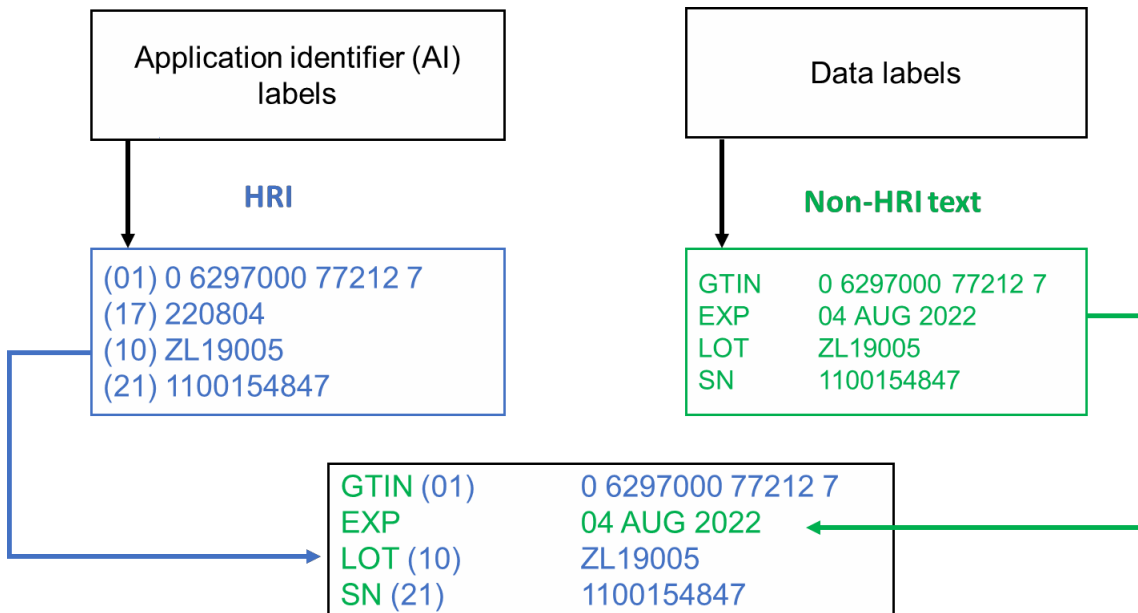 Application identifier (AI)
labels
Data labels
HRI
Non-HRI text
(01) 0 6297000 77212 7
(17) 220804
(10) ZL19005
(21) 1100154847
GTIN 0 6297000 77212 7
EXP 04 AUG 2022
LOT ZL19005
SN 1100154847
GTIN (01) 0 6297000 77212 7
EXP 04 AUG 2022
LOT (10) ZL19005
SN (21) 1100154847